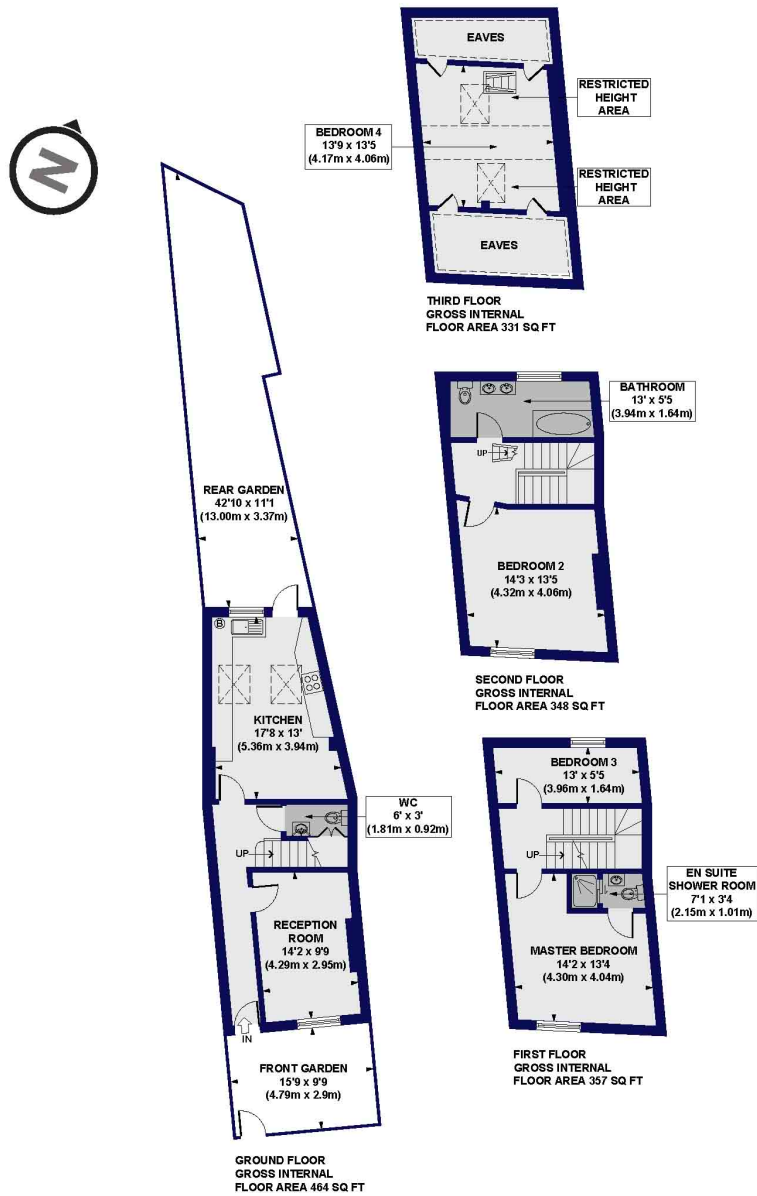 EAVES
RESTRICTED
HEIGHT
AREA
BEDROOM 4
13'9 x 13'5
(4.17m x 4.06m)
RESTRICTED
HEIGHT
AREA
EAVES
THIRD FLOOR
GROSS INTERNAL
FLOOR AREA 331 SQ FT
N
BATHROOM
13' x 5'5
(3.94m x 1.64m)
UP
BEDROOM 2
14'3 x 13'5
(4.32m x 4.06m)
SECOND FLOOR
GROSS INTERNAL
FLOOR AREA 348 SQ FT
REAR GARDEN
42'10 x 11'1
(13.00m x 3.37m)
B
KITCHEN
17'8 x 13'
(5.36m x 3.94m)
WC
6' x 3'
(1.81m x 0.92m)
UP
RECEPTION
ROOM
14'2 x 9'9
(4.29m x 2.95m)
IN
FRONT GARDEN
15'9 x 9'9
(4.79m x 2.9m)
GROUND FLOOR
GROSS INTERNAL
FLOOR AREA 464 SQ FT
BEDROOM 3
13' x 5'5
(3.96m x 1.64m)
UP
EN SUITE
SHOWER ROOM
7'1 x 3'4
(2.15m x 1.01m)
MASTER BEDROOM
14'2 x 13'4
(4.30m x 4.04m)
FIRST FLOOR
GROSS INTERNAL
FLOOR AREA 357 SQ FT